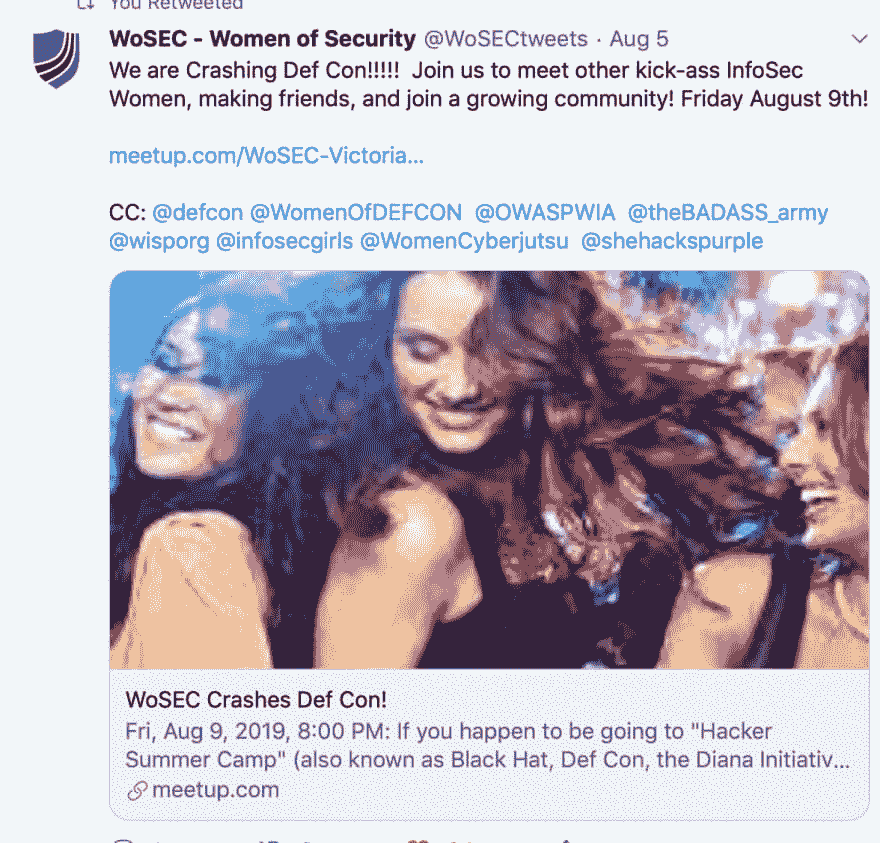 You Retweeted
WoSEC - Women of Security @WoSECtweets · Aug 5
We are Crashing Def Con!!!!! Join us to meet other kick-ass InfoSec
Women, making friends, and join a growing community! Friday August 9th!
meetup.com/WoSEC-Victoria...
CC: @defcon @WomenOfDEFCON @OWASPWIA @theBADASS_army
@wisporg @infosecgirls @WomenCyberjutsu @shehackspurple
WoSEC Crashes Def Con!
Fri, Aug 9, 2019, 8:00 PM: If you happen to be going to "Hacker
Summer Camp" (also known as Black Hat, Def Con, the Diana Initiativ...
meetup.com